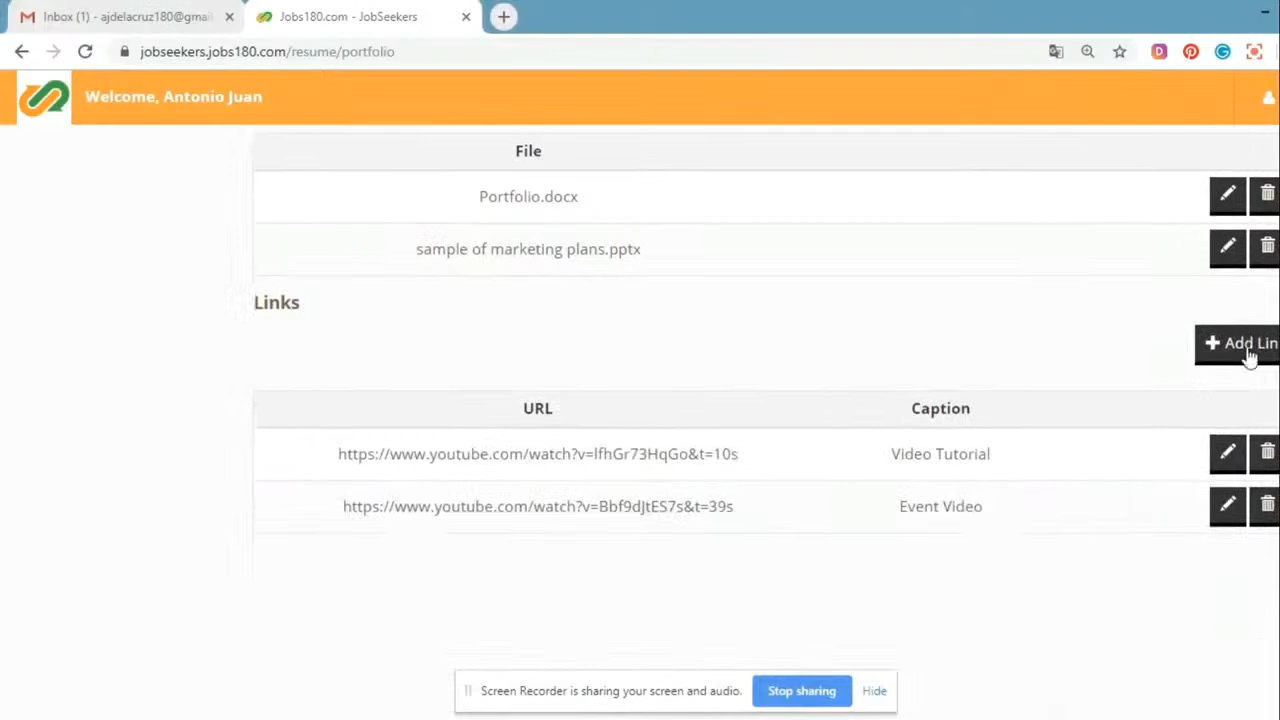 Inbox (1) - ajdelacruz180@gmai
Jobs180.com - JobSeekers
jobseekers.jobs180.com/resume/portfolio
Welcome, Antonio Juan
File
Portfolio.docx
sample of marketing plans.pptx
Links
Add Lin
URL Caption
https://www.youtube.com/watch?v=lfhGr73HqGo&t=10s Video Tutorial
https://www.youtube.com/watch?v=Bbf9dJtES7s&t=39s Event Video
Screen Recorder is sharing your screen and audio. Stop sharing Hide